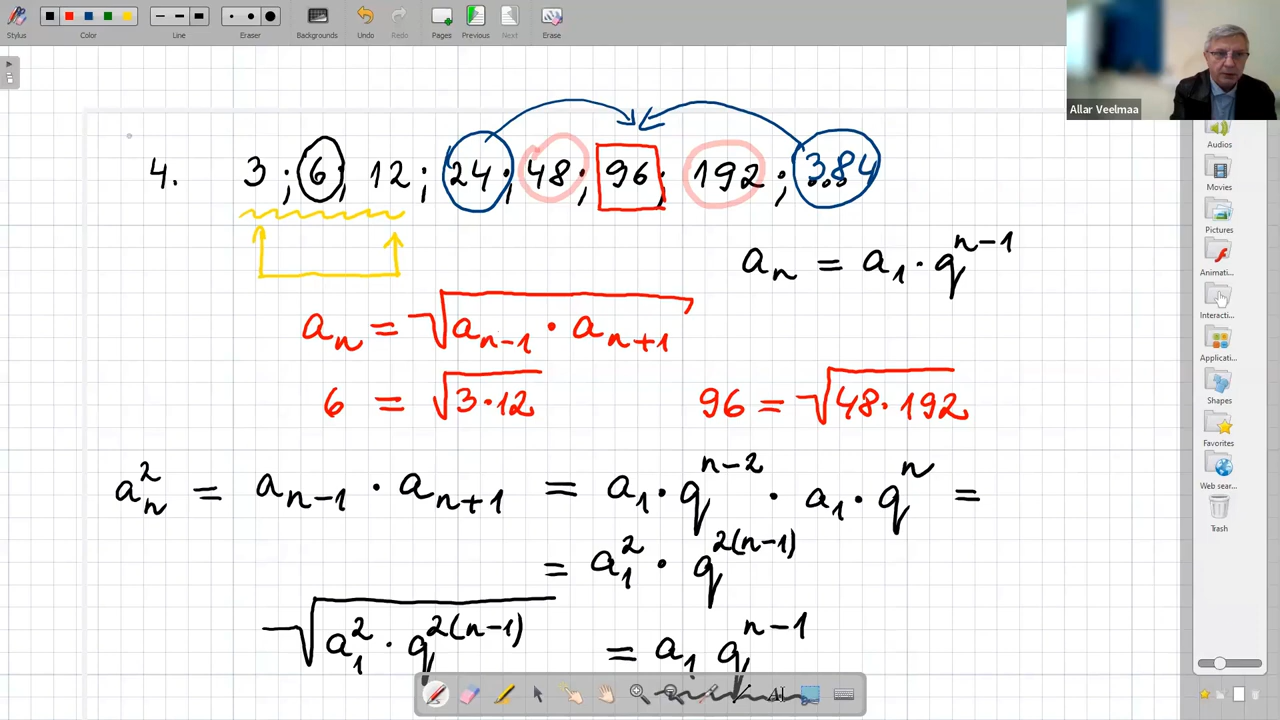 Stylus Color Line Eraser Backgrounds Undo Redo Pages Previous Next Erase
Allar Veelmaa
Audios
Movies
Pictures
Animati...
Interacti...
Applicati...
Shapes
Favorites
Web sear...
Trash
4. 3 ; 6 ; 12 ; 24 ; 48 ; 96 ; 192 ; 384
aₙ = a₁ · qⁿ⁻¹
aₙ = √(aₙ₋₁ · aₙ₊₁)
6 = √(3·12) 96 = √(48·192)
aₙ² = aₙ₋₁ · aₙ₊₁ = a₁ · qⁿ⁻² · a₁ · qⁿ =
= a₁² · q²⁽ⁿ⁻¹⁾
√(a₁² · q²⁽ⁿ⁻¹⁾) = a₁ qⁿ⁻¹